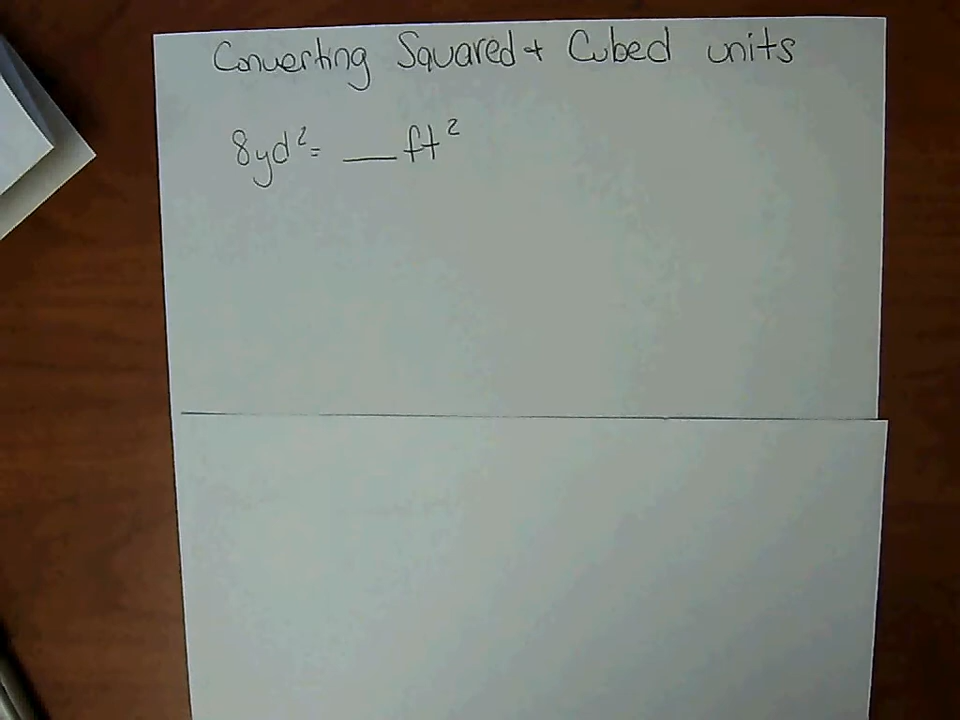 Converting Squared + Cubed units
8yd²= __ ft²